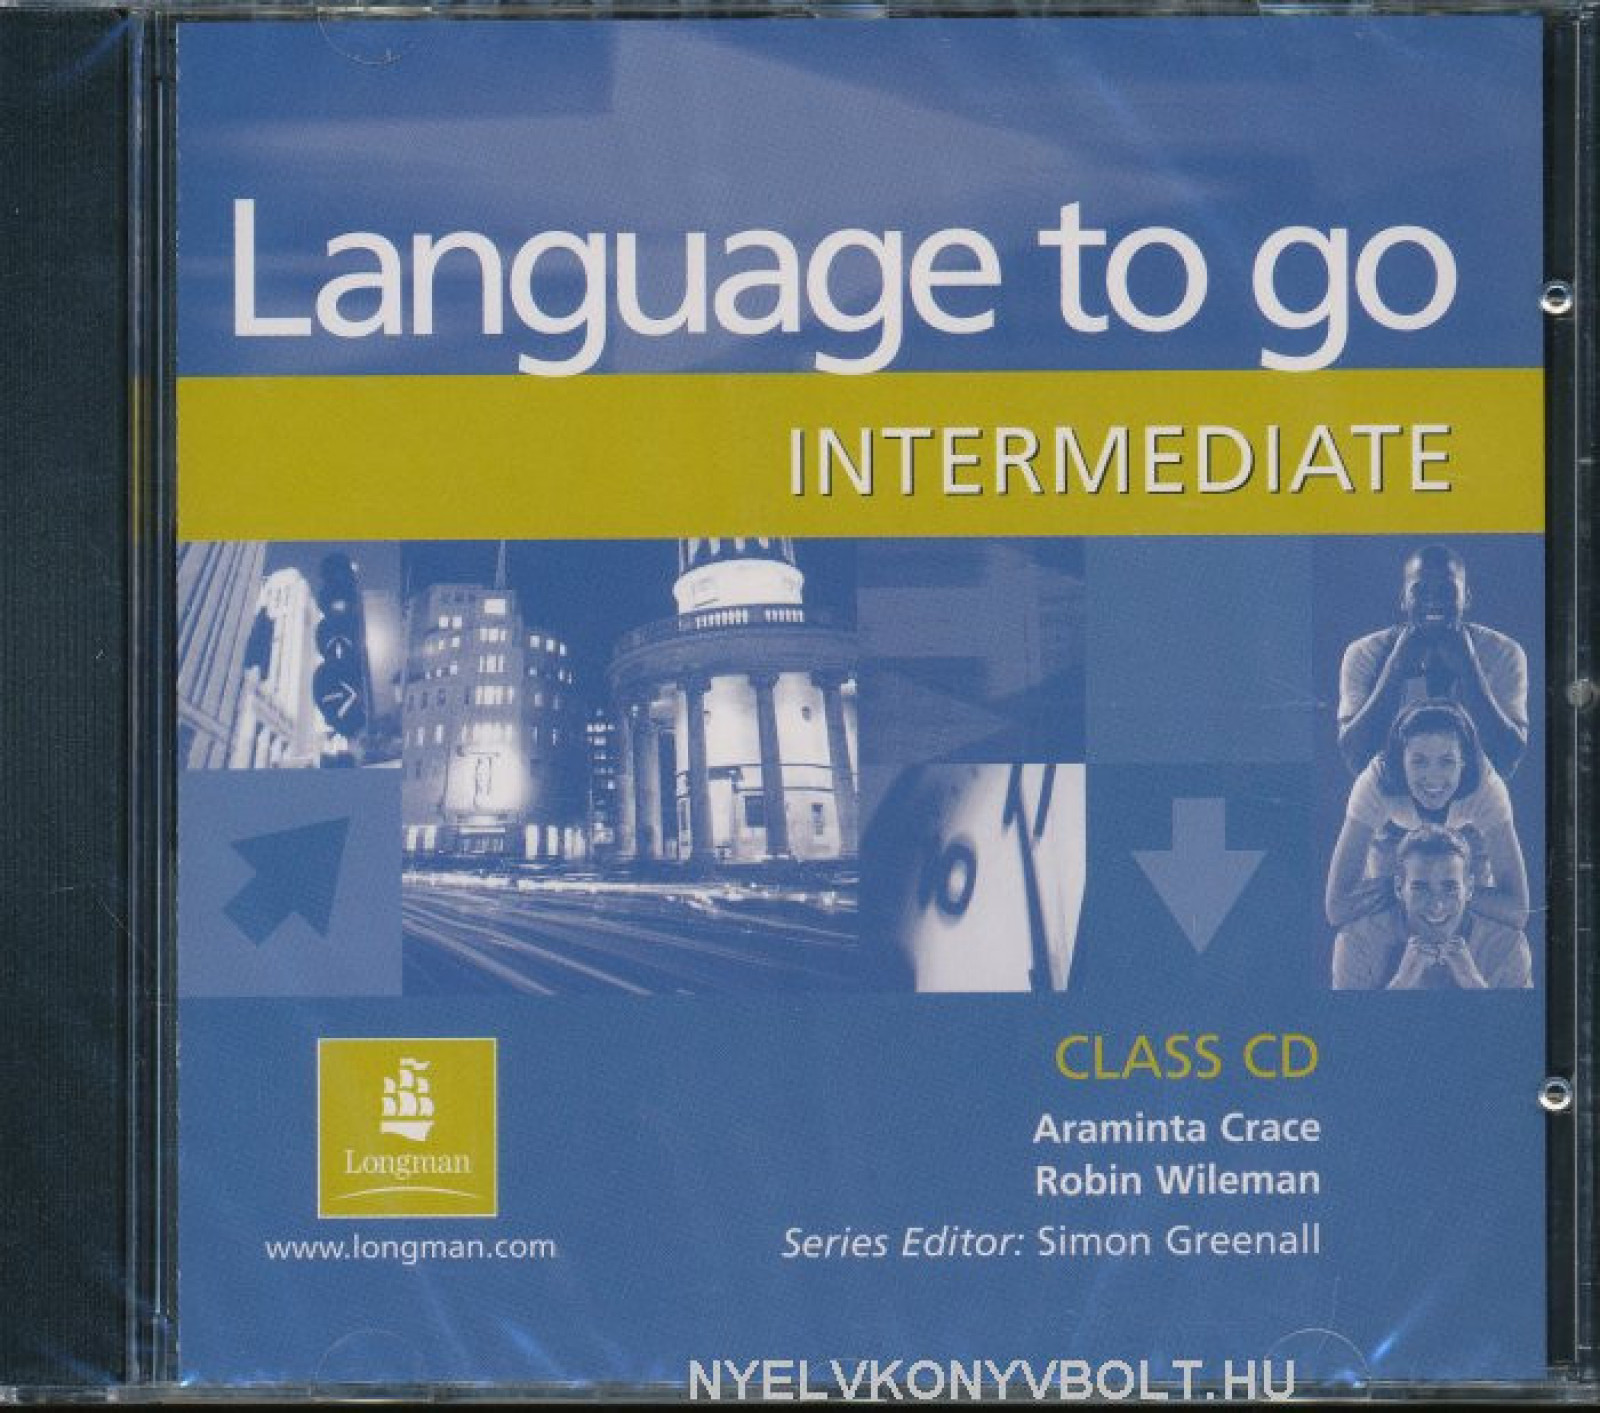 Language to go
INTERMEDIATE
CLASS CD
Araminta Crace
Robin Wileman
Series Editor: Simon Greenall
Longman
www.longman.com
NYELVKONYVBOLT.HU